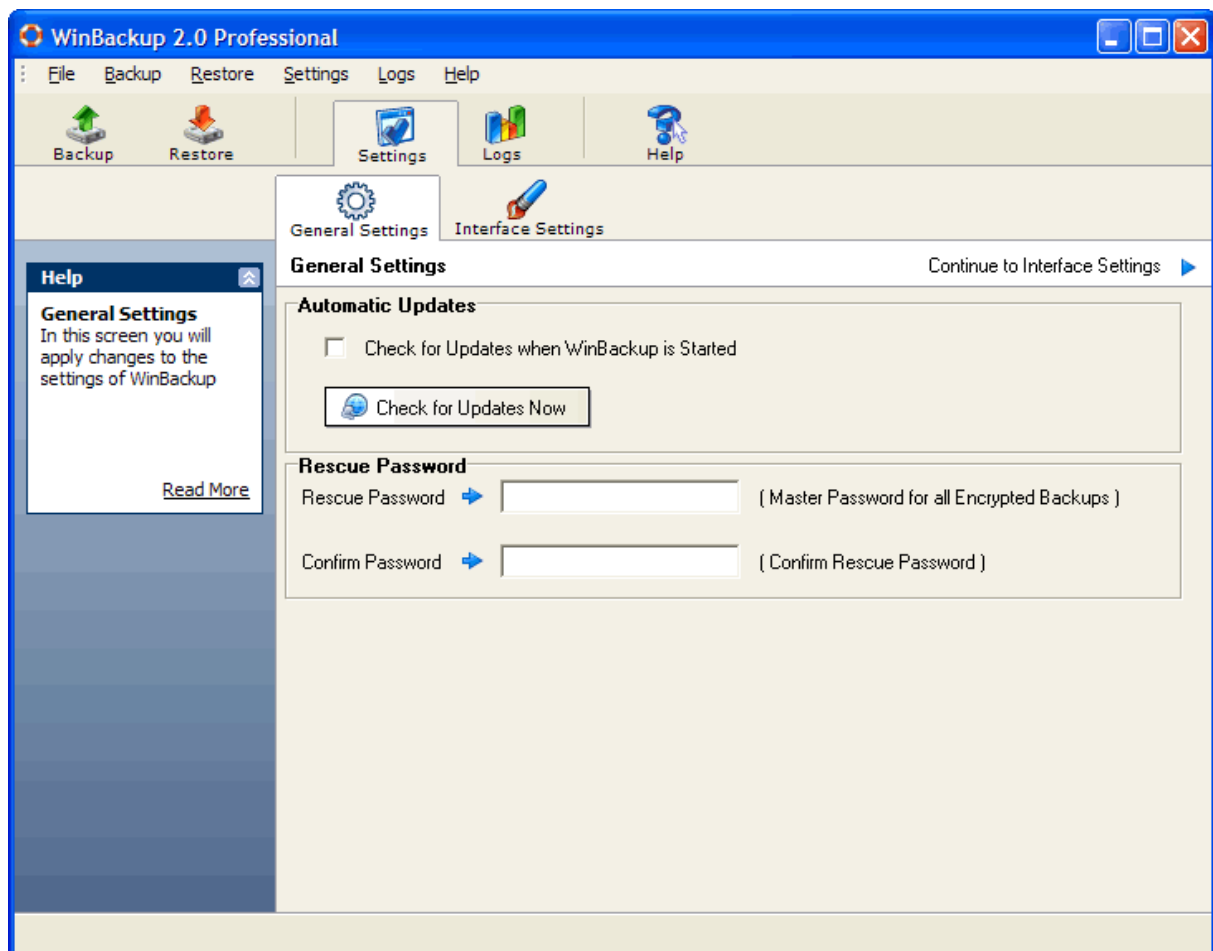 WinBackup 2.0 Professional
File Backup Restore Settings Logs Help
Backup Restore Settings Logs Help
General Settings Interface Settings
General Settings Continue to Interface Settings
Help
General Settings
In this screen you will
apply changes to the
settings of WinBackup
Read More
Automatic Updates
Check for Updates when WinBackup is Started
Check for Updates Now
Rescue Password
Rescue Password ( Master Password for all Encrypted Backups )
Confirm Password ( Confirm Rescue Password )